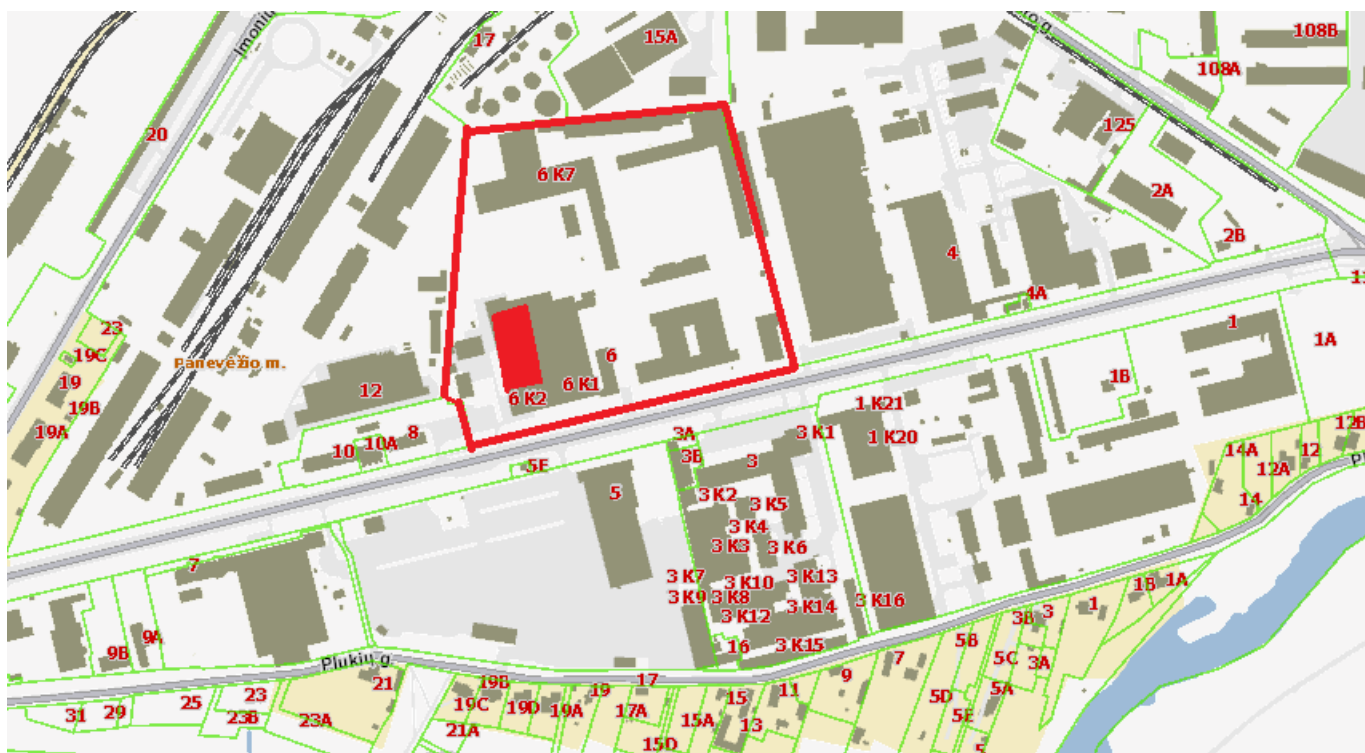 17
15A
108B
Įmonių
to g.
108A
20
125
6 K7
2A
2B
4
4A
23
19C
Panevėžio m.
6
1
1A
19
12
6 K1
1B
19B
6 K2
1 K21
19A
8
10
10A
3A
3 K1
1 K20
12B
5E
3B
3
14A
12
12A
5
3 K2
3 K5
14
3 K4
3 K3
3 K6
7
3 K7
3 K10
3 K13
1B
1A
3 K9
3 K8
3 K16
3 K14
1
3
3B
3 K12
9A
9B
16
3 K15
5B
5C
3A
Plukių g.
7
9
21
19B
19
17
15
11
5D
5A
31
29
25
23
23B
23A
19C
19D
19A
17A
15A
13
5E
21A
15D
5